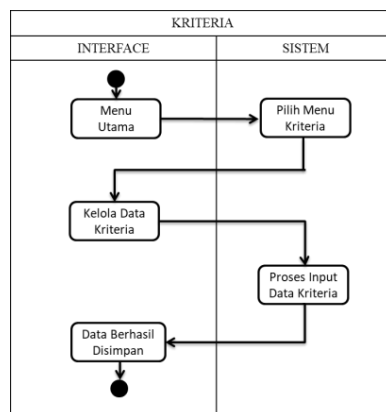 KRITERIA
INTERFACE
SISTEM
Menu
Utama
Pilih Menu
Kriteria
Kelola Data
Kriteria
Proses Input
Data Kriteria
Data Berhasil
Disimpan